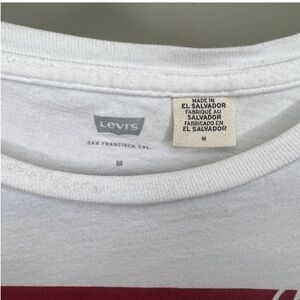 LEVI'S
SAN FRANCISCO, CAL.
M
MADE IN
EL SALVADOR
FABRIQUÉ AU
SALVADOR
FABRICADO EN
EL SALVADOR
M